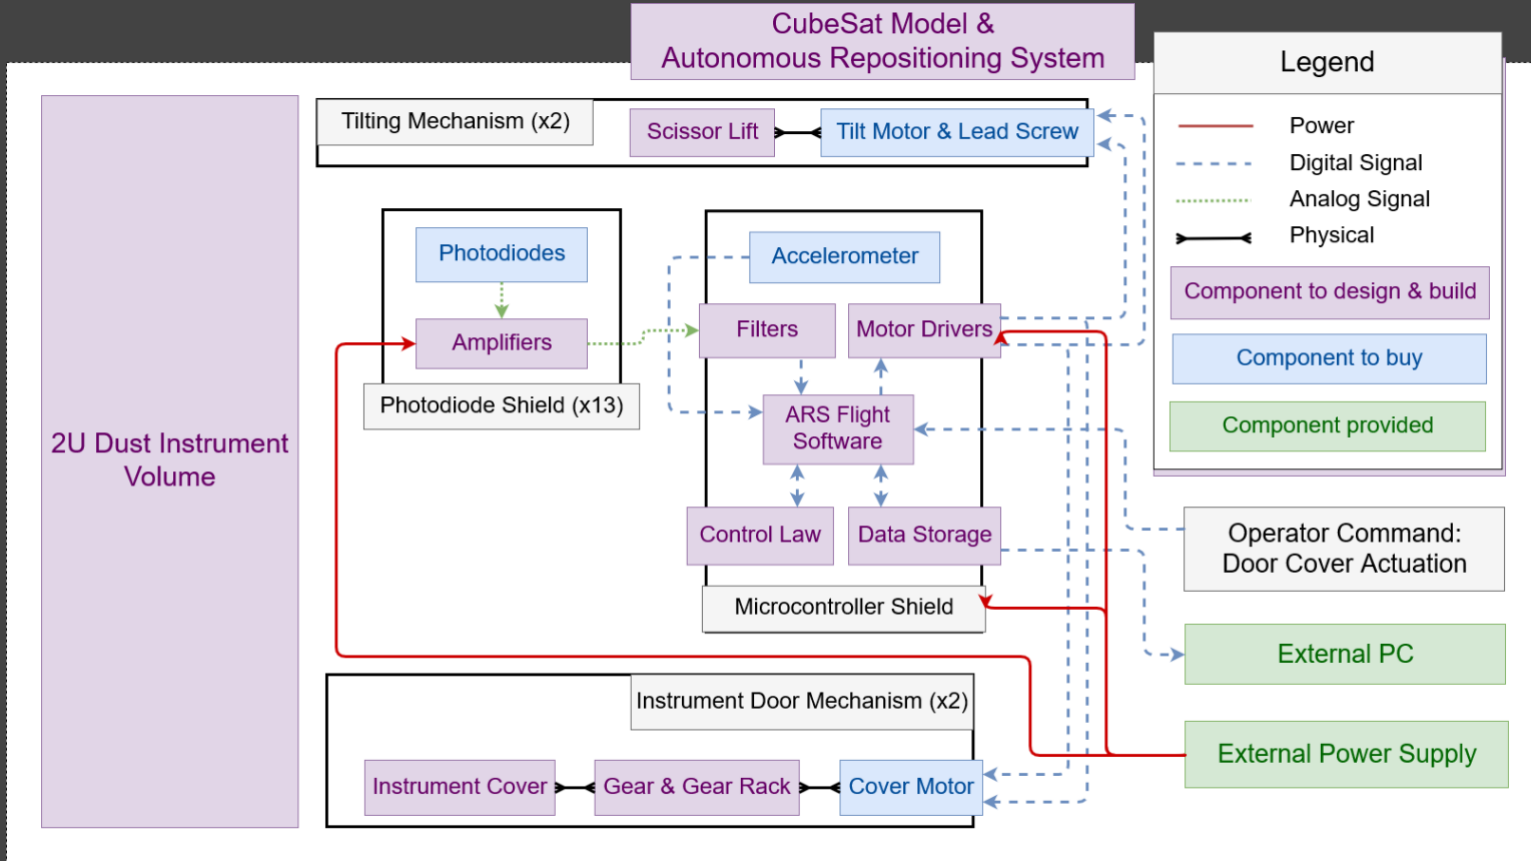 CubeSat Model &
Autonomous Repositioning System
Legend
Power
Digital Signal
Analog Signal
Physical
Component to design & build
Component to buy
Component provided
2U Dust Instrument
Volume
Tilting Mechanism (x2)
Scissor Lift
Tilt Motor & Lead Screw
Photodiodes
Amplifiers
Photodiode Shield (x13)
Accelerometer
Filters
Motor Drivers
ARS Flight
Software
Control Law
Data Storage
Microcontroller Shield
Operator Command:
Door Cover Actuation
External PC
External Power Supply
Instrument Door Mechanism (x2)
Instrument Cover
Gear & Gear Rack
Cover Motor